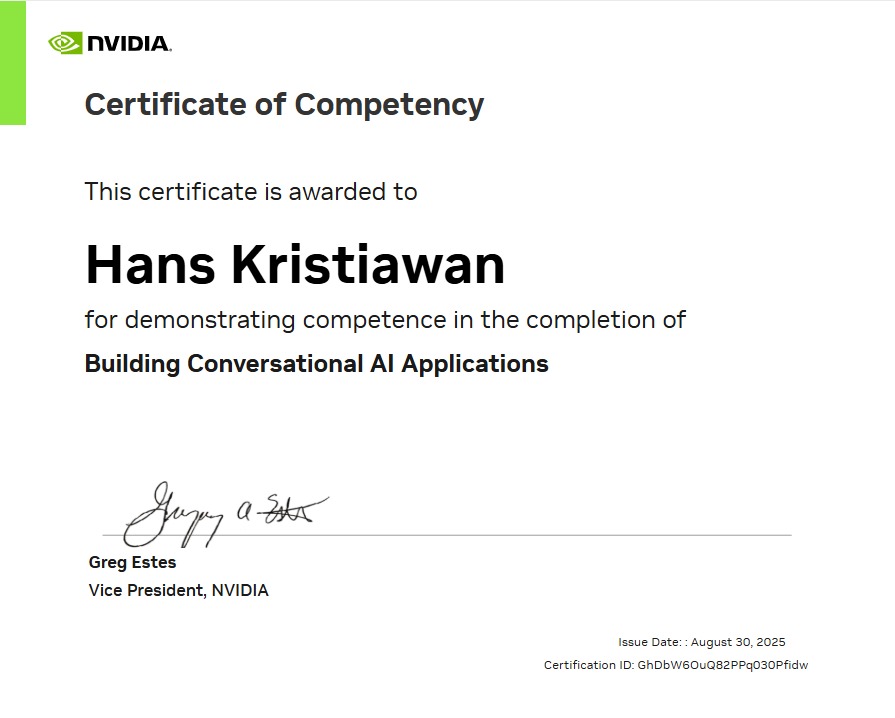 NVIDIA.
Certificate of Competency
This certificate is awarded to
Hans Kristiawan
for demonstrating competence in the completion of
Building Conversational AI Applications
Gregory A Estes
Greg Estes
Vice President, NVIDIA
Issue Date: : August 30, 2025
Certification ID: GhDbW6OuQ82PPq030Pfidw